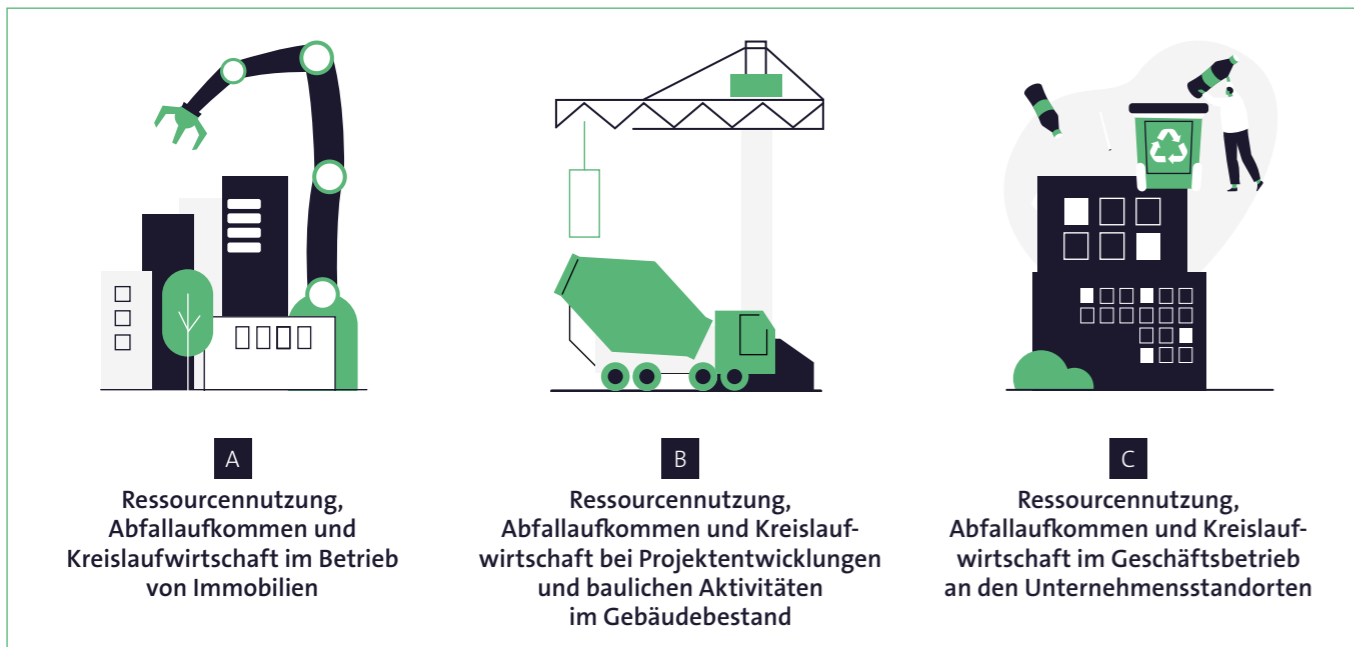 A
Ressourcennutzung,
Abfallaufkommen und
Kreislaufwirtschaft im Betrieb
von Immobilien
B
Ressourcennutzung,
Abfallaufkommen und Kreislauf-
wirtschaft bei Projektentwicklungen
und baulichen Aktivitäten
im Gebäudebestand
C
Ressourcennutzung,
Abfallaufkommen und Kreislauf-
wirtschaft im Geschäftsbetrieb
an den Unternehmensstandorten